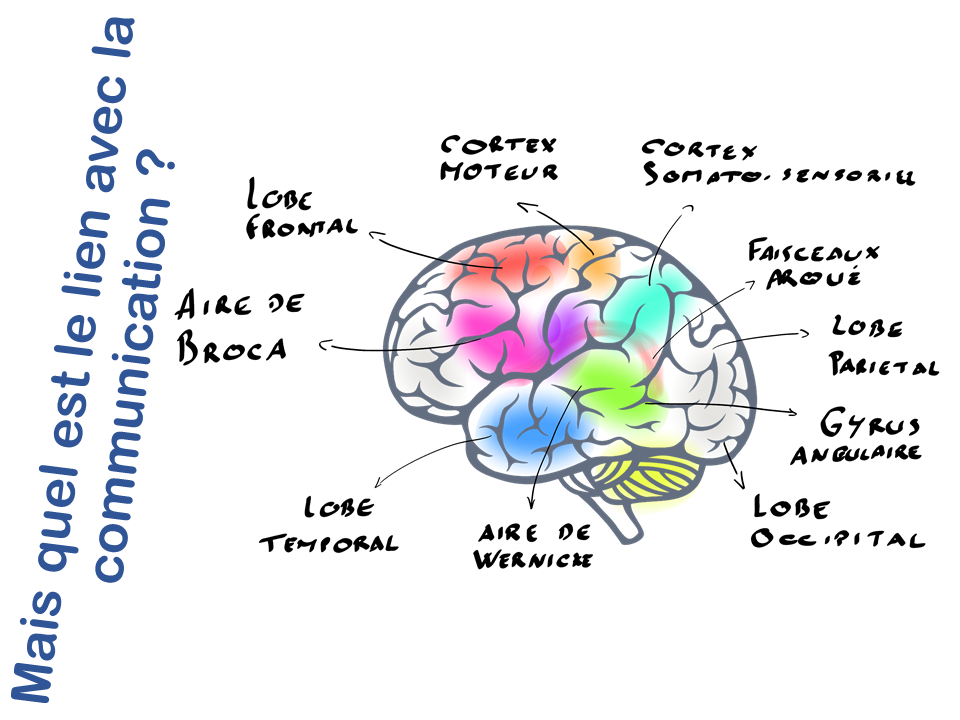 Mais quel est le lien avec la
communication ?
CORTEX
MOTEUR
CORTEX
SOMATO-SENSORIEL
LOBE
FRONTAL
FAISCEAUX
ARQUÉ
AIRE DE
BROCA
LOBE
PARIETAL
GYRUS
ANGULAIRE
LOBE
TEMPORAL
AIRE DE
WERNICKE
LOBE
OCCIPITAL